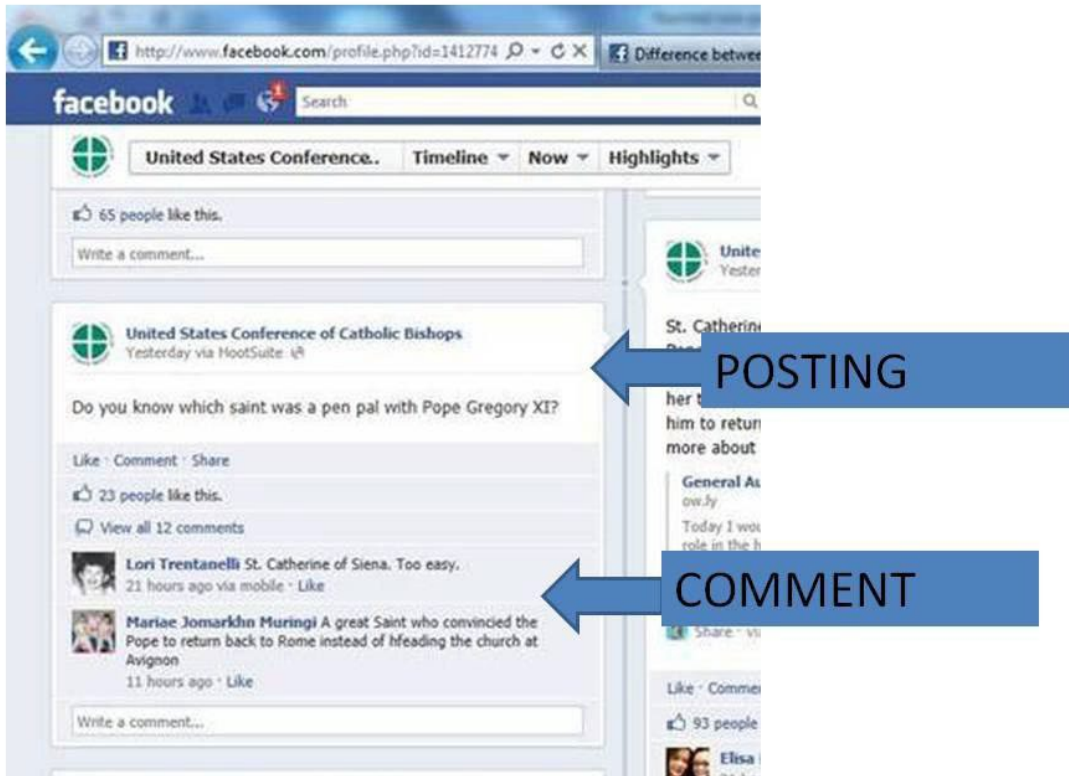 http://www.facebook.com/profile.php?id=1412774
Difference betwee
facebook
1
Search
United States Conference..
Timeline
Now
Highlights
65 people like this.
Write a comment...
United States Conference of Catholic Bishops
Yesterday via HootSuite
Do you know which saint was a pen pal with Pope Gregory XI?
Like · Comment · Share
23 people like this.
View all 12 comments
Lori Trentanelli St. Catherine of Siena. Too easy.
21 hours ago via mobile · Like
Mariae Jomarkhn Muringi A great Saint who convincied the
Pope to return back to Rome instead of hfeading the church at
Avignon
11 hours ago · Like
Write a comment...
Unite
Yester
St. Catherine
POSTING
her t
him to retur
more about
General Au
ow.ly
Today I wou
role in the h
COMMENT
Share · via
Like · Commen
93 people
Elisa